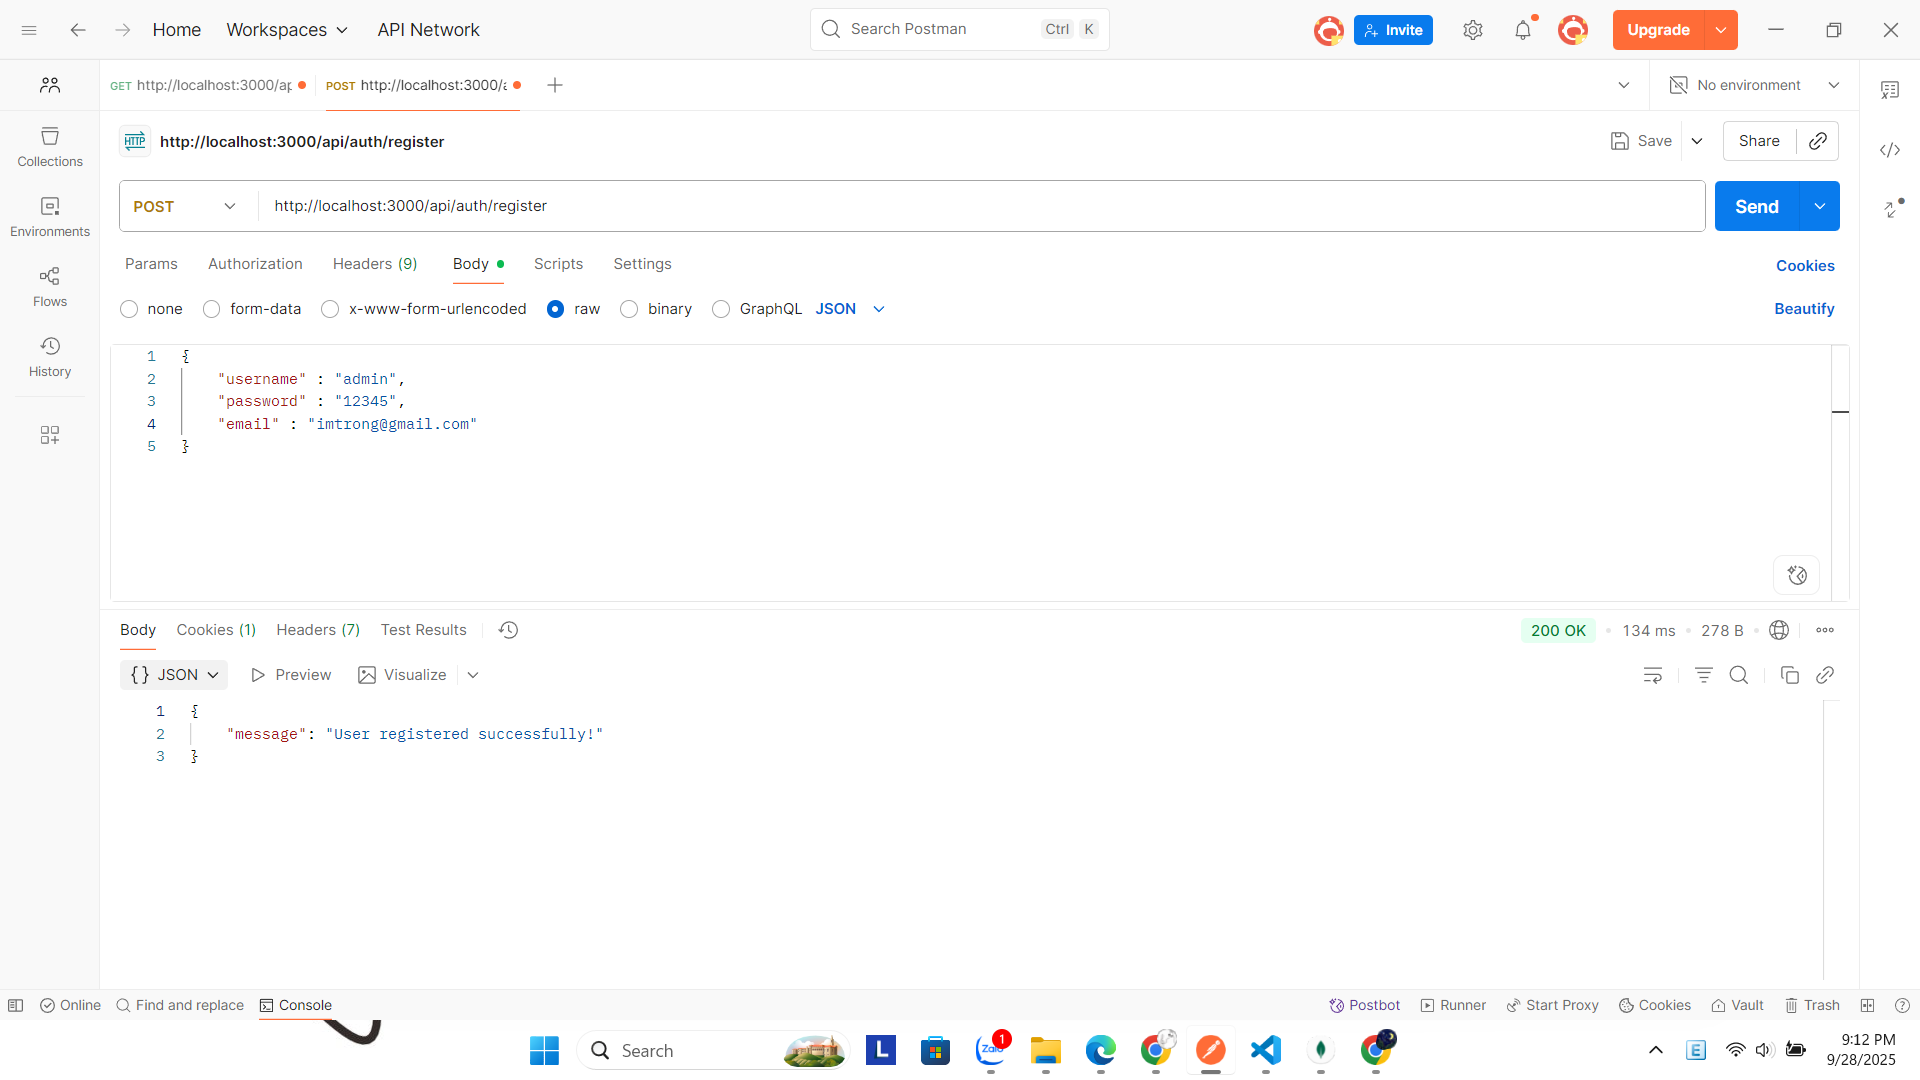 Home
Workspaces
API Network
Search Postman
Ctrl
K
Invite
Upgrade
GET http://localhost:3000/ap
POST http://localhost:3000/a
No environment
Collections
Environments
Flows
History
HTTP
http://localhost:3000/api/auth/register
Save
Share
POST
http://localhost:3000/api/auth/register
Send
Params
Authorization
Headers (9)
Body
Scripts
Settings
Cookies
none
form-data
x-www-form-urlencoded
raw
binary
GraphQL
JSON
Beautify
1 {
2 "username" : "admin",
3 "password" : "12345",
4 "email" : "imtrong@gmail.com"
5 }
Body
Cookies (1)
Headers (7)
Test Results
200 OK
134 ms
278 B
{} JSON
Preview
Visualize
1 {
2 "message": "User registered successfully!"
3 }
Online
Find and replace
Console
Postbot
Runner
Start Proxy
Cookies
Vault
Trash
Search
L
Zalo
1
E
9:12 PM
9/28/2025